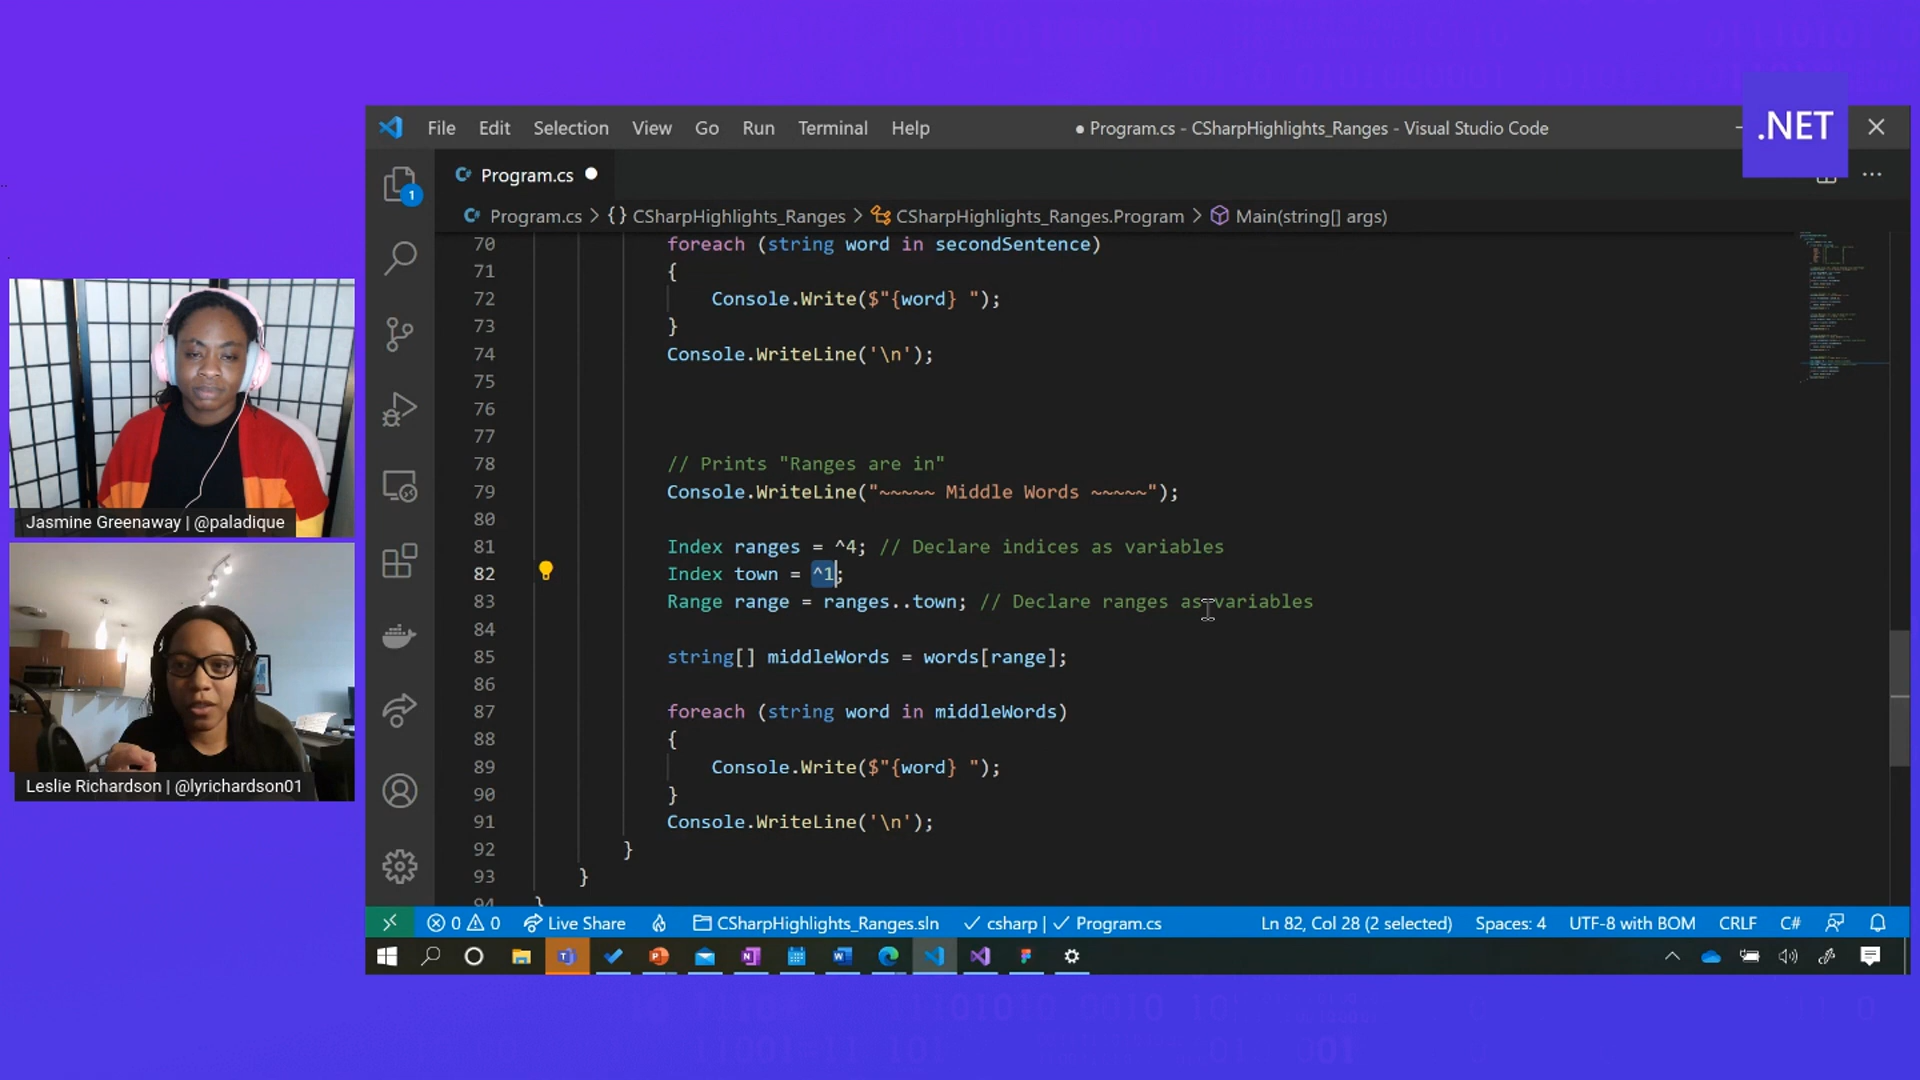 .NET
File Edit Selection View Go Run Terminal Help
● Program.cs - CSharpHighlights_Ranges - Visual Studio Code
Program.cs
1
Program.cs > {} CSharpHighlights_Ranges > CSharpHighlights_Ranges.Program > Main(string[] args)
70 foreach (string word in secondSentence)
71 {
72 Console.Write($"{word} ");
73 }
74 Console.WriteLine('\n');
75
76
77
78 // Prints "Ranges are in"
79 Console.WriteLine("~~~~~ Middle Words ~~~~~");
80
81 Index ranges = ^4; // Declare indices as variables
82 Index town = ^1;
83 Range range = ranges..town; // Declare ranges as variables
84
85 string[] middleWords = words[range];
86
87 foreach (string word in middleWords)
88 {
89 Console.Write($"{word} ");
90 }
91 Console.WriteLine('\n');
92 }
93 }
94 }
0 0 Live Share CSharpHighlights_Ranges.sln csharp | Program.cs Ln 82, Col 28 (2 selected) Spaces: 4 UTF-8 with BOM CRLF C#
Jasmine Greenaway | @paladique
Leslie Richardson | @lyrichardson01